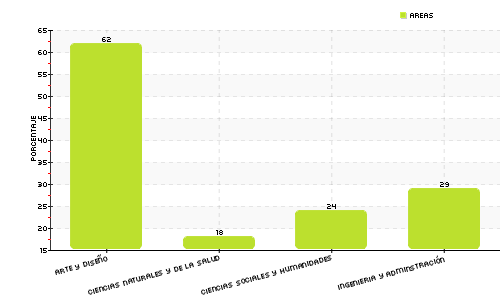 AREAS
PORCENTAJE
65
60
55
50
45
40
35
30
25
20
15
62
18
24
29
ARTE Y DISEÑO
CIENCIAS NATURALES Y DE LA SALUD
CIENCIAS SOCIALES Y HUMANIDADES
INGENIERIA Y ADMINSTRACIÓN